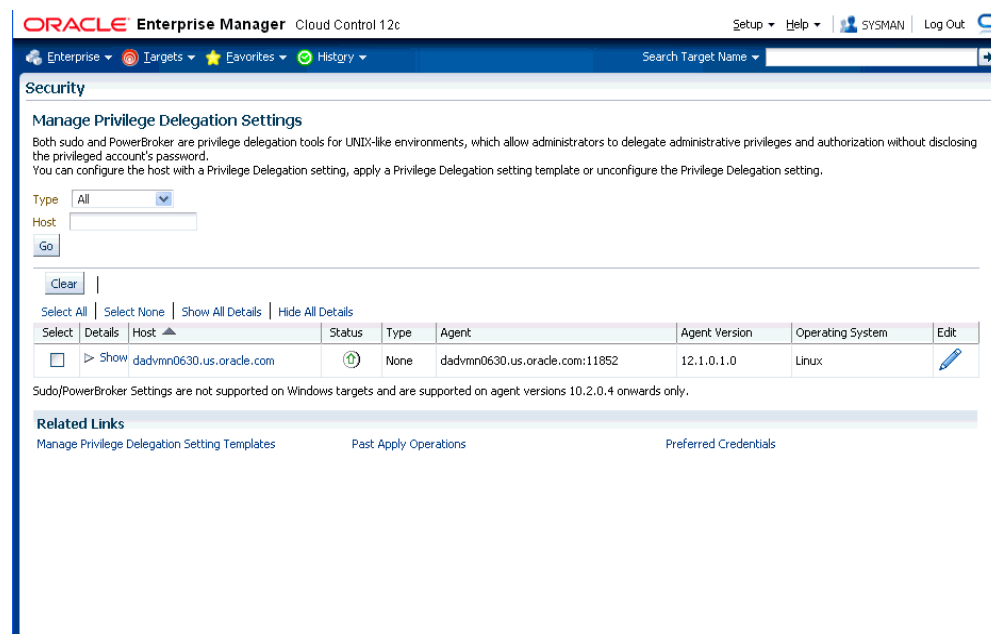 ORACLE Enterprise Manager Cloud Control 12c Setup Help SYSMAN Log Out
Enterprise Targets Favorites History Search Target Name
Security
Manage Privilege Delegation Settings
Both sudo and PowerBroker are privilege delegation tools for UNIX-like environments, which allow administrators to delegate administrative privileges and authorization without disclosing
the privileged account's password.
You can configure the host with a Privilege Delegation setting, apply a Privilege Delegation setting template or unconfigure the Privilege Delegation setting.
Type All
Host
Go
Clear
Select All | Select None | Show All Details | Hide All Details
Select Details Host Status Type Agent Agent Version Operating System Edit
Show dadvmn0630.us.oracle.com None dadvmn0630.us.oracle.com:11852 12.1.0.1.0 Linux
Sudo/PowerBroker Settings are not supported on Windows targets and are supported on agent versions 10.2.0.4 onwards only.
Related Links
Manage Privilege Delegation Setting Templates Past Apply Operations Preferred Credentials